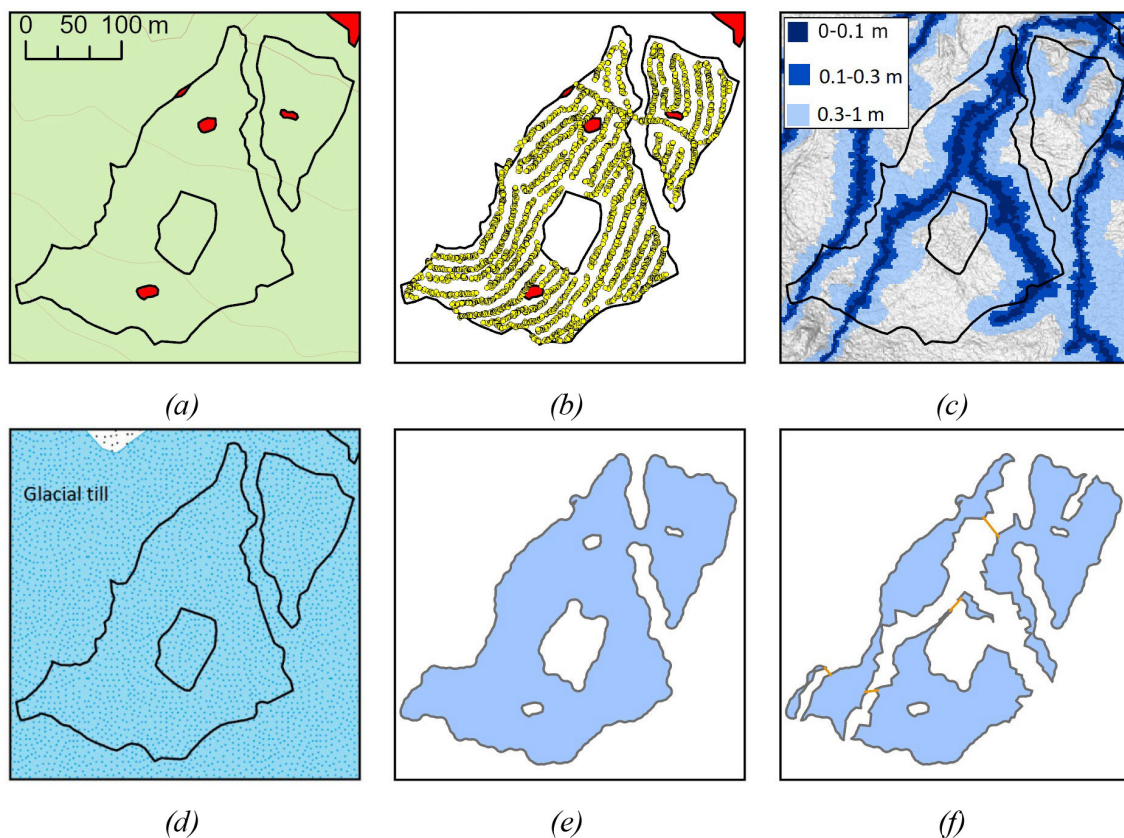 0 50 100 m
0-0.1 m
0.1-0.3 m
0.3-1 m
(a)
(b)
(c)
Glacial till
(d)
(e)
(f)